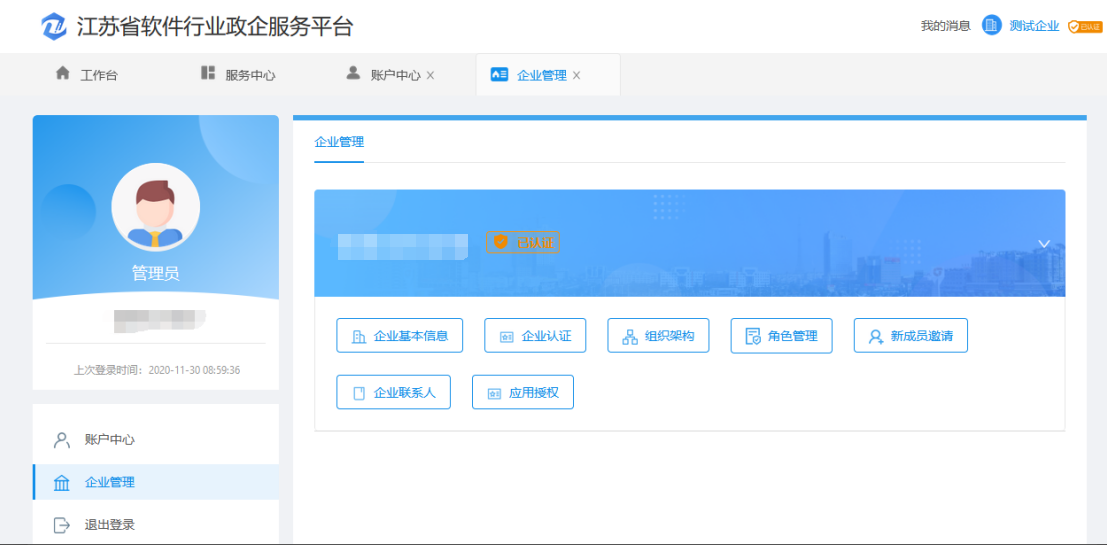 江苏省软件行业政企服务平台
我的消息 测试企业 已认证
工作台 服务中心 账户中心 × 企业管理 ×
管理员
上次登录时间：2020-11-30 08:59:36
账户中心
企业管理
退出登录
企业管理
已认证
企业基本信息 企业认证 组织架构 角色管理 新成员邀请
企业联系人 应用授权